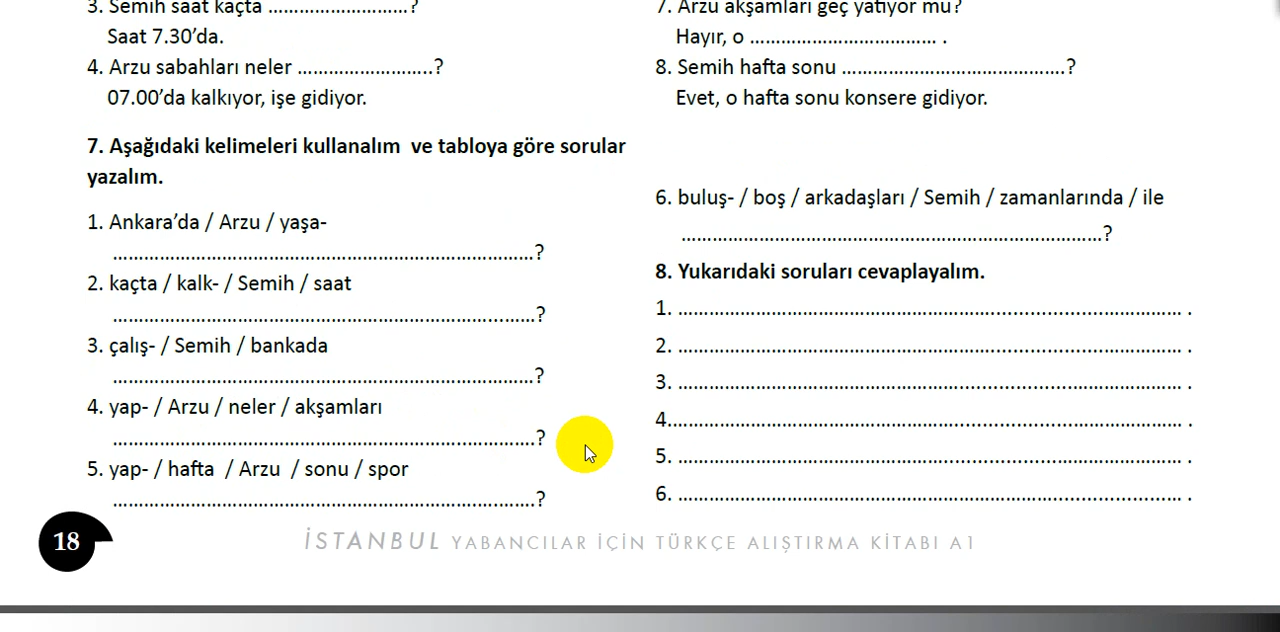 3. Semih saat kaçta ..............................?
Saat 7.30’da.
4. Arzu sabahları neler .............................?
07.00’da kalkıyor, işe gidiyor.
7. Aşağıdaki kelimeleri kullanalım ve tabloya göre sorular
yazalım.
1. Ankara’da / Arzu / yaşa-
...........................................................................?
2. kaçta / kalk- / Semih / saat
...........................................................................?
3. çalış- / Semih / bankada
...........................................................................?
4. yap- / Arzu / neler / akşamları
...........................................................................?
5. yap- / hafta / Arzu / sonu / spor
...........................................................................?
7. Arzu akşamları geç yatıyor mu?
Hayır, o ........................................ .
8. Semih hafta sonu ...............................................?
Evet, o hafta sonu konsere gidiyor.
6. buluş- / boş / arkadaşları / Semih / zamanlarında / ile
...........................................................................?
8. Yukarıdaki soruları cevaplayalım.
1. ........................................................................................ .
2. ........................................................................................ .
3. ........................................................................................ .
4......................................................................................... .
5. ........................................................................................ .
6. ........................................................................................ .
18
İSTANBUL YABANCILAR İÇİN TÜRKÇE ALIŞTIRMA KİTABI A1